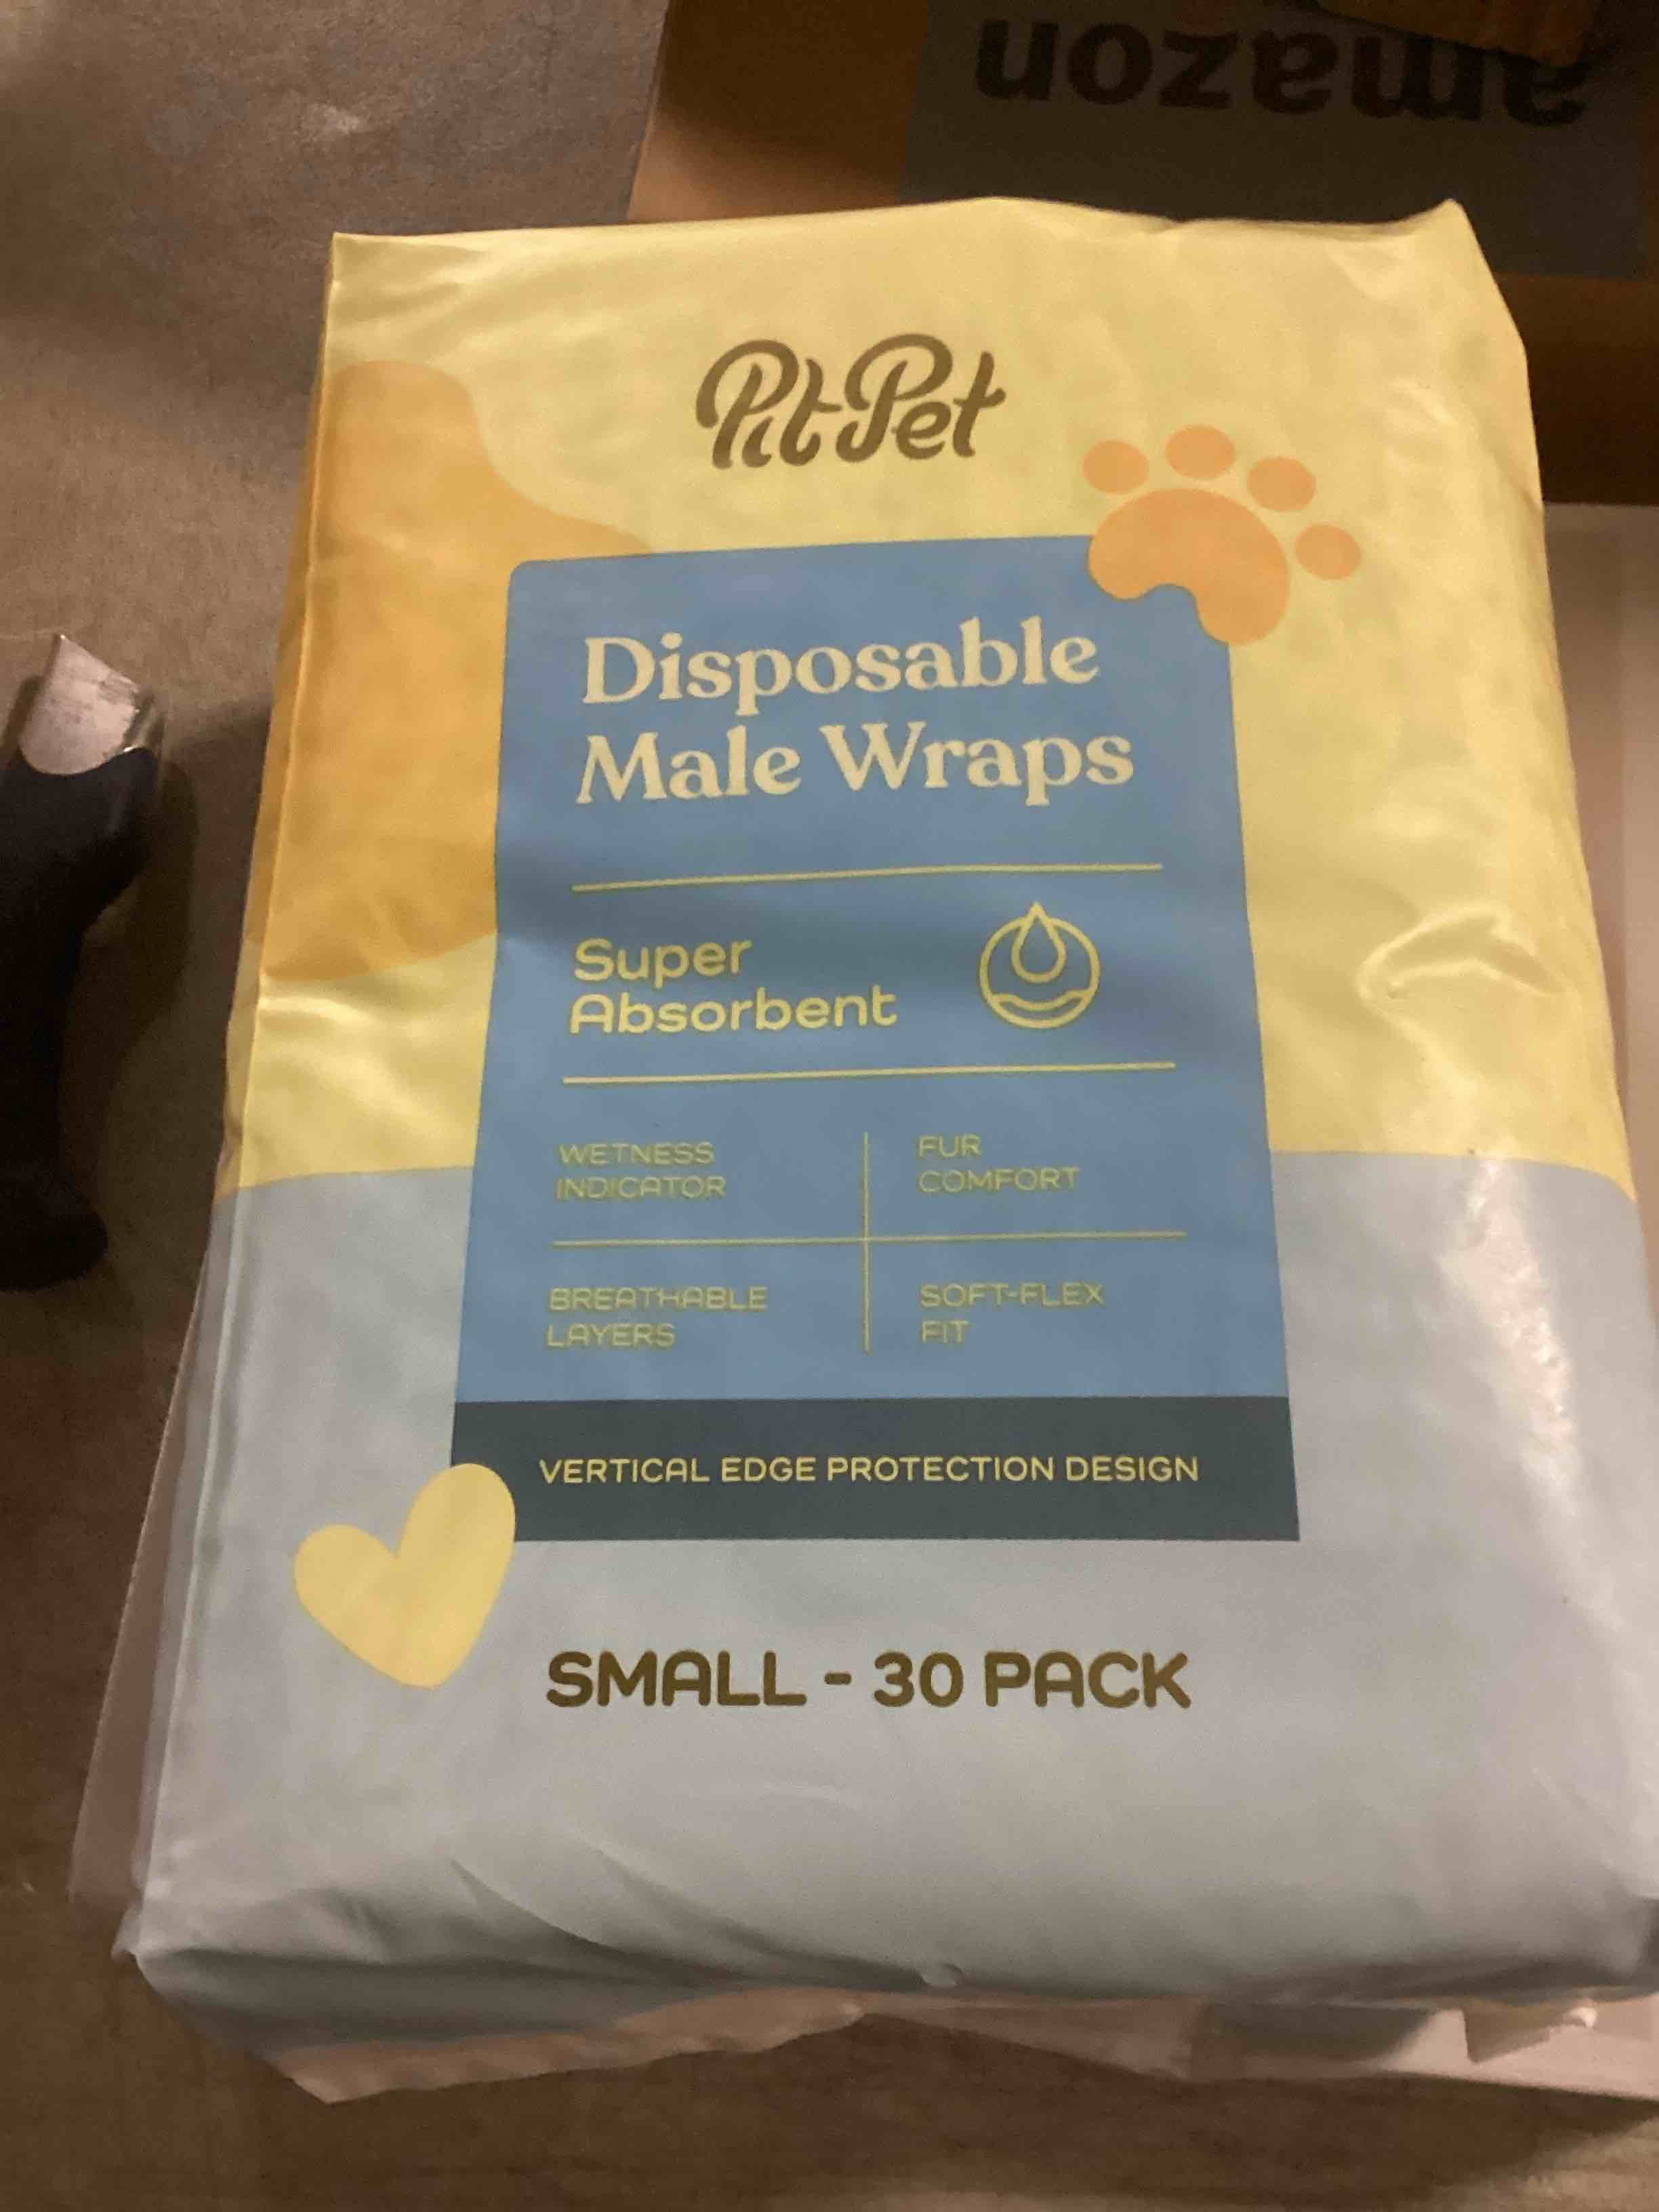 amazon
PitPet
Disposable
Male Wraps
Super
Absorbent
WETNESS
INDICATOR
FUR
COMFORT
BREATHABLE
LAYERS
SOFT-FLEX
FIT
VERTICAL EDGE PROTECTION DESIGN
SMALL - 30 PACK